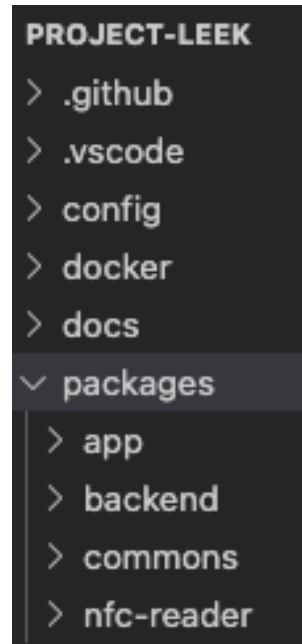 PROJECT-LEEK
.github
.vscode
config
docker
docs
packages
app
backend
commons
nfc-reader